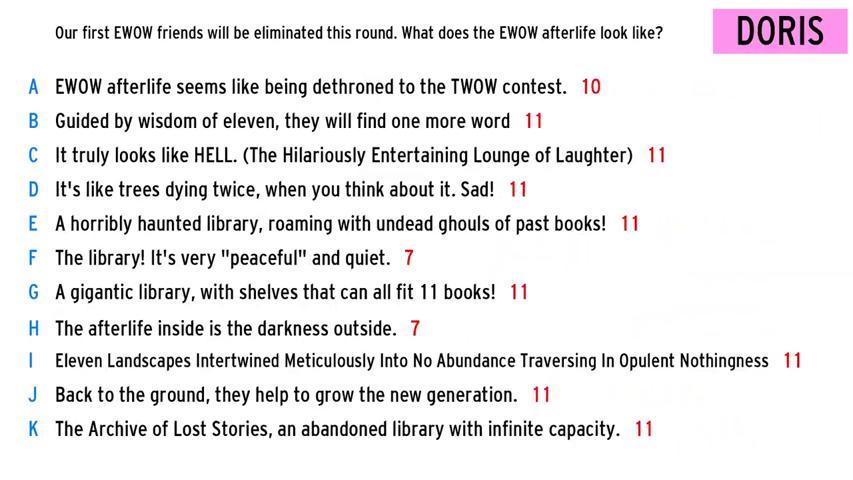 Our first EWOW friends will be eliminated this round. What does the EWOW afterlife look like?
DORIS
A EWOW afterlife seems like being dethroned to the TWOW contest. 10
B Guided by wisdom of eleven, they will find one more word 11
C It truly looks like HELL. (The Hilariously Entertaining Lounge of Laughter) 11
D It's like trees dying twice, when you think about it. Sad! 11
E A horribly haunted library, roaming with undead ghouls of past books! 11
F The library! It's very "peaceful" and quiet. 7
G A gigantic library, with shelves that can all fit 11 books! 11
H The afterlife inside is the darkness outside. 7
I Eleven Landscapes Intertwined Meticulously Into No Abundance Traversing In Opulent Nothingness 11
J Back to the ground, they help to grow the new generation. 11
K The Archive of Lost Stories, an abandoned library with infinite capacity. 11